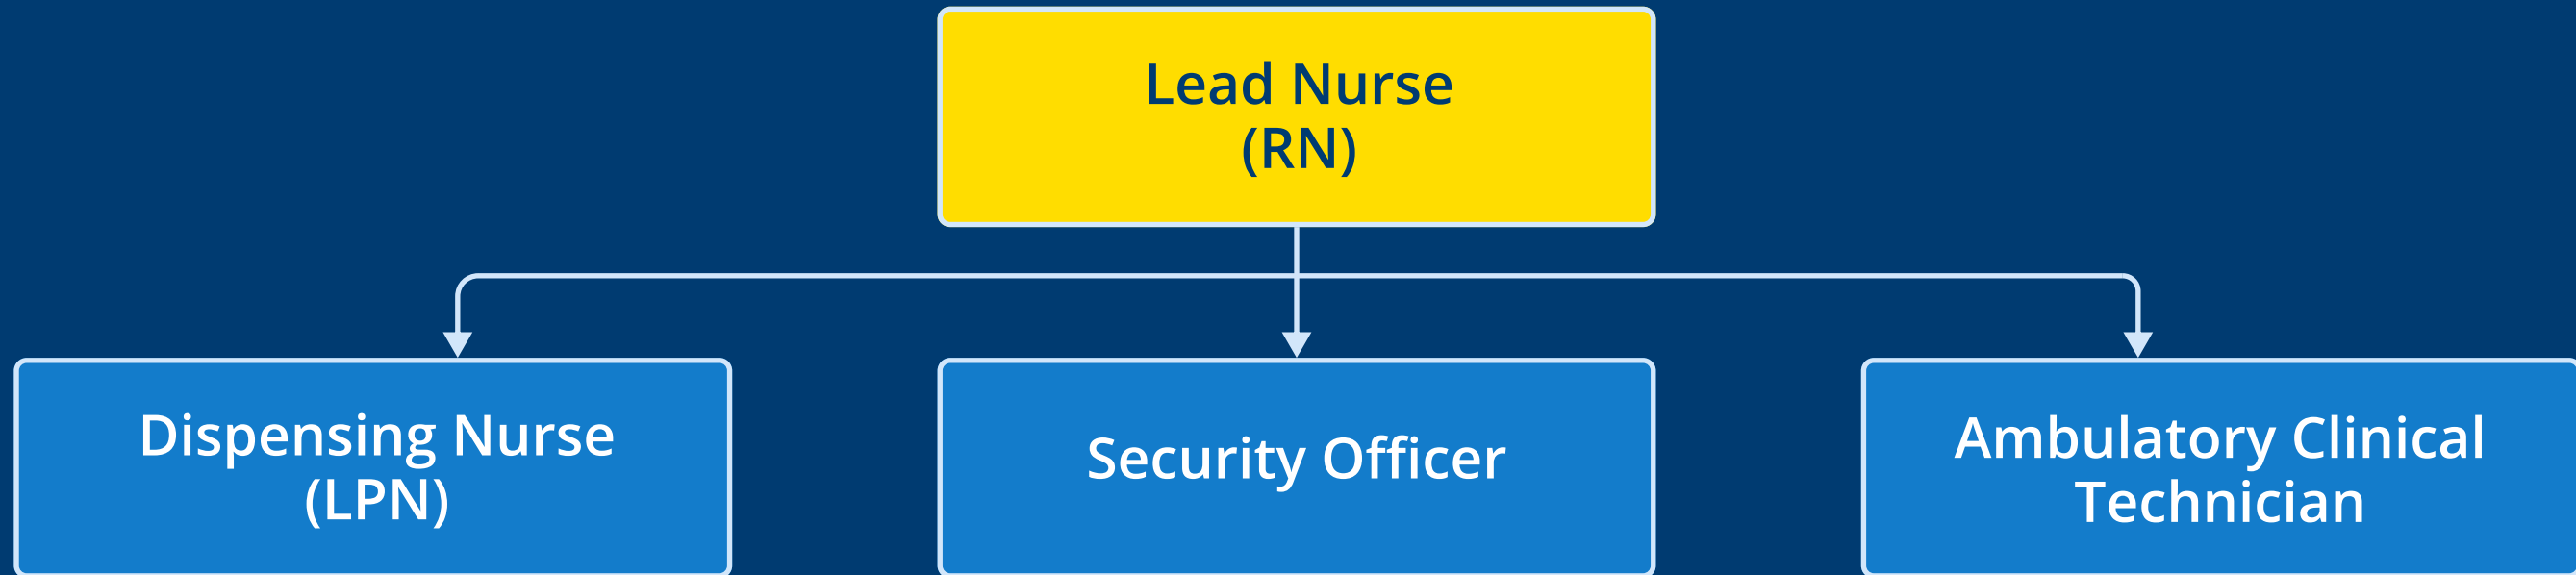 Lead Nurse
(RN)
Dispensing Nurse
(LPN)
Security Officer
Ambulatory Clinical
Technician